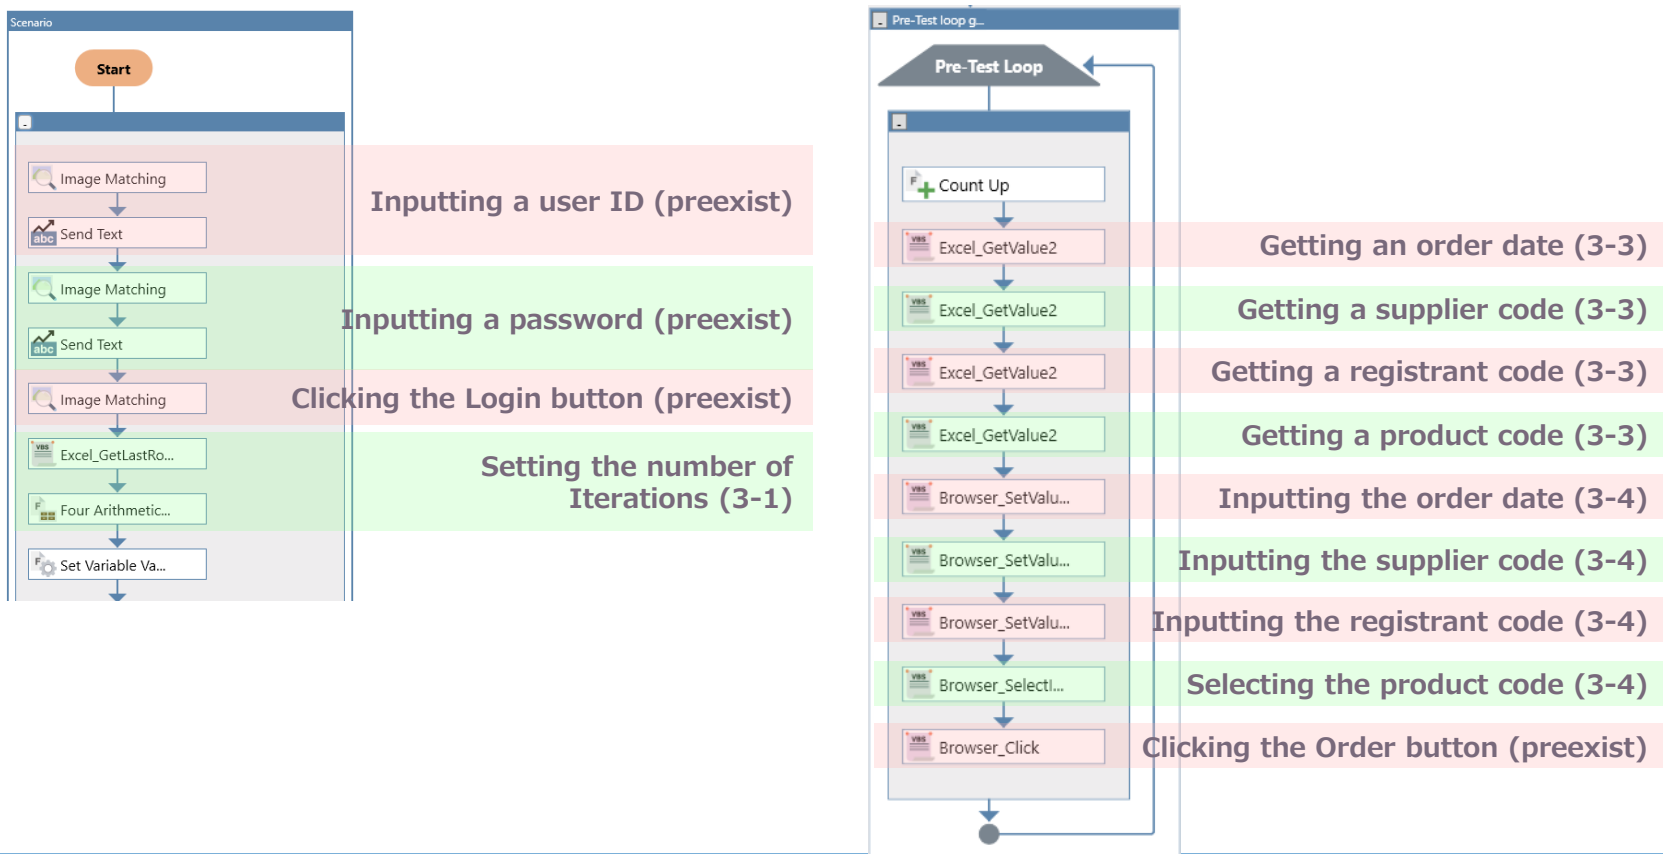 Scenario
Start
Image Matching
Send Text
Inputting a user ID (preexist)
Image Matching
Send Text
Inputting a password (preexist)
Image Matching
Clicking the Login button (preexist)
Excel_GetLastRo...
Four Arithmetic...
Setting the number of
Iterations (3-1)
Set Variable Va...
Pre-Test loop g...
Pre-Test Loop
Count Up
Excel_GetValue2
Getting an order date (3-3)
Excel_GetValue2
Getting a supplier code (3-3)
Excel_GetValue2
Getting a registrant code (3-3)
Excel_GetValue2
Getting a product code (3-3)
Browser_SetValu...
Inputting the order date (3-4)
Browser_SetValu...
Inputting the supplier code (3-4)
Browser_SetValu...
Inputting the registrant code (3-4)
Browser_SelectI...
Selecting the product code (3-4)
Browser_Click
Clicking the Order button (preexist)